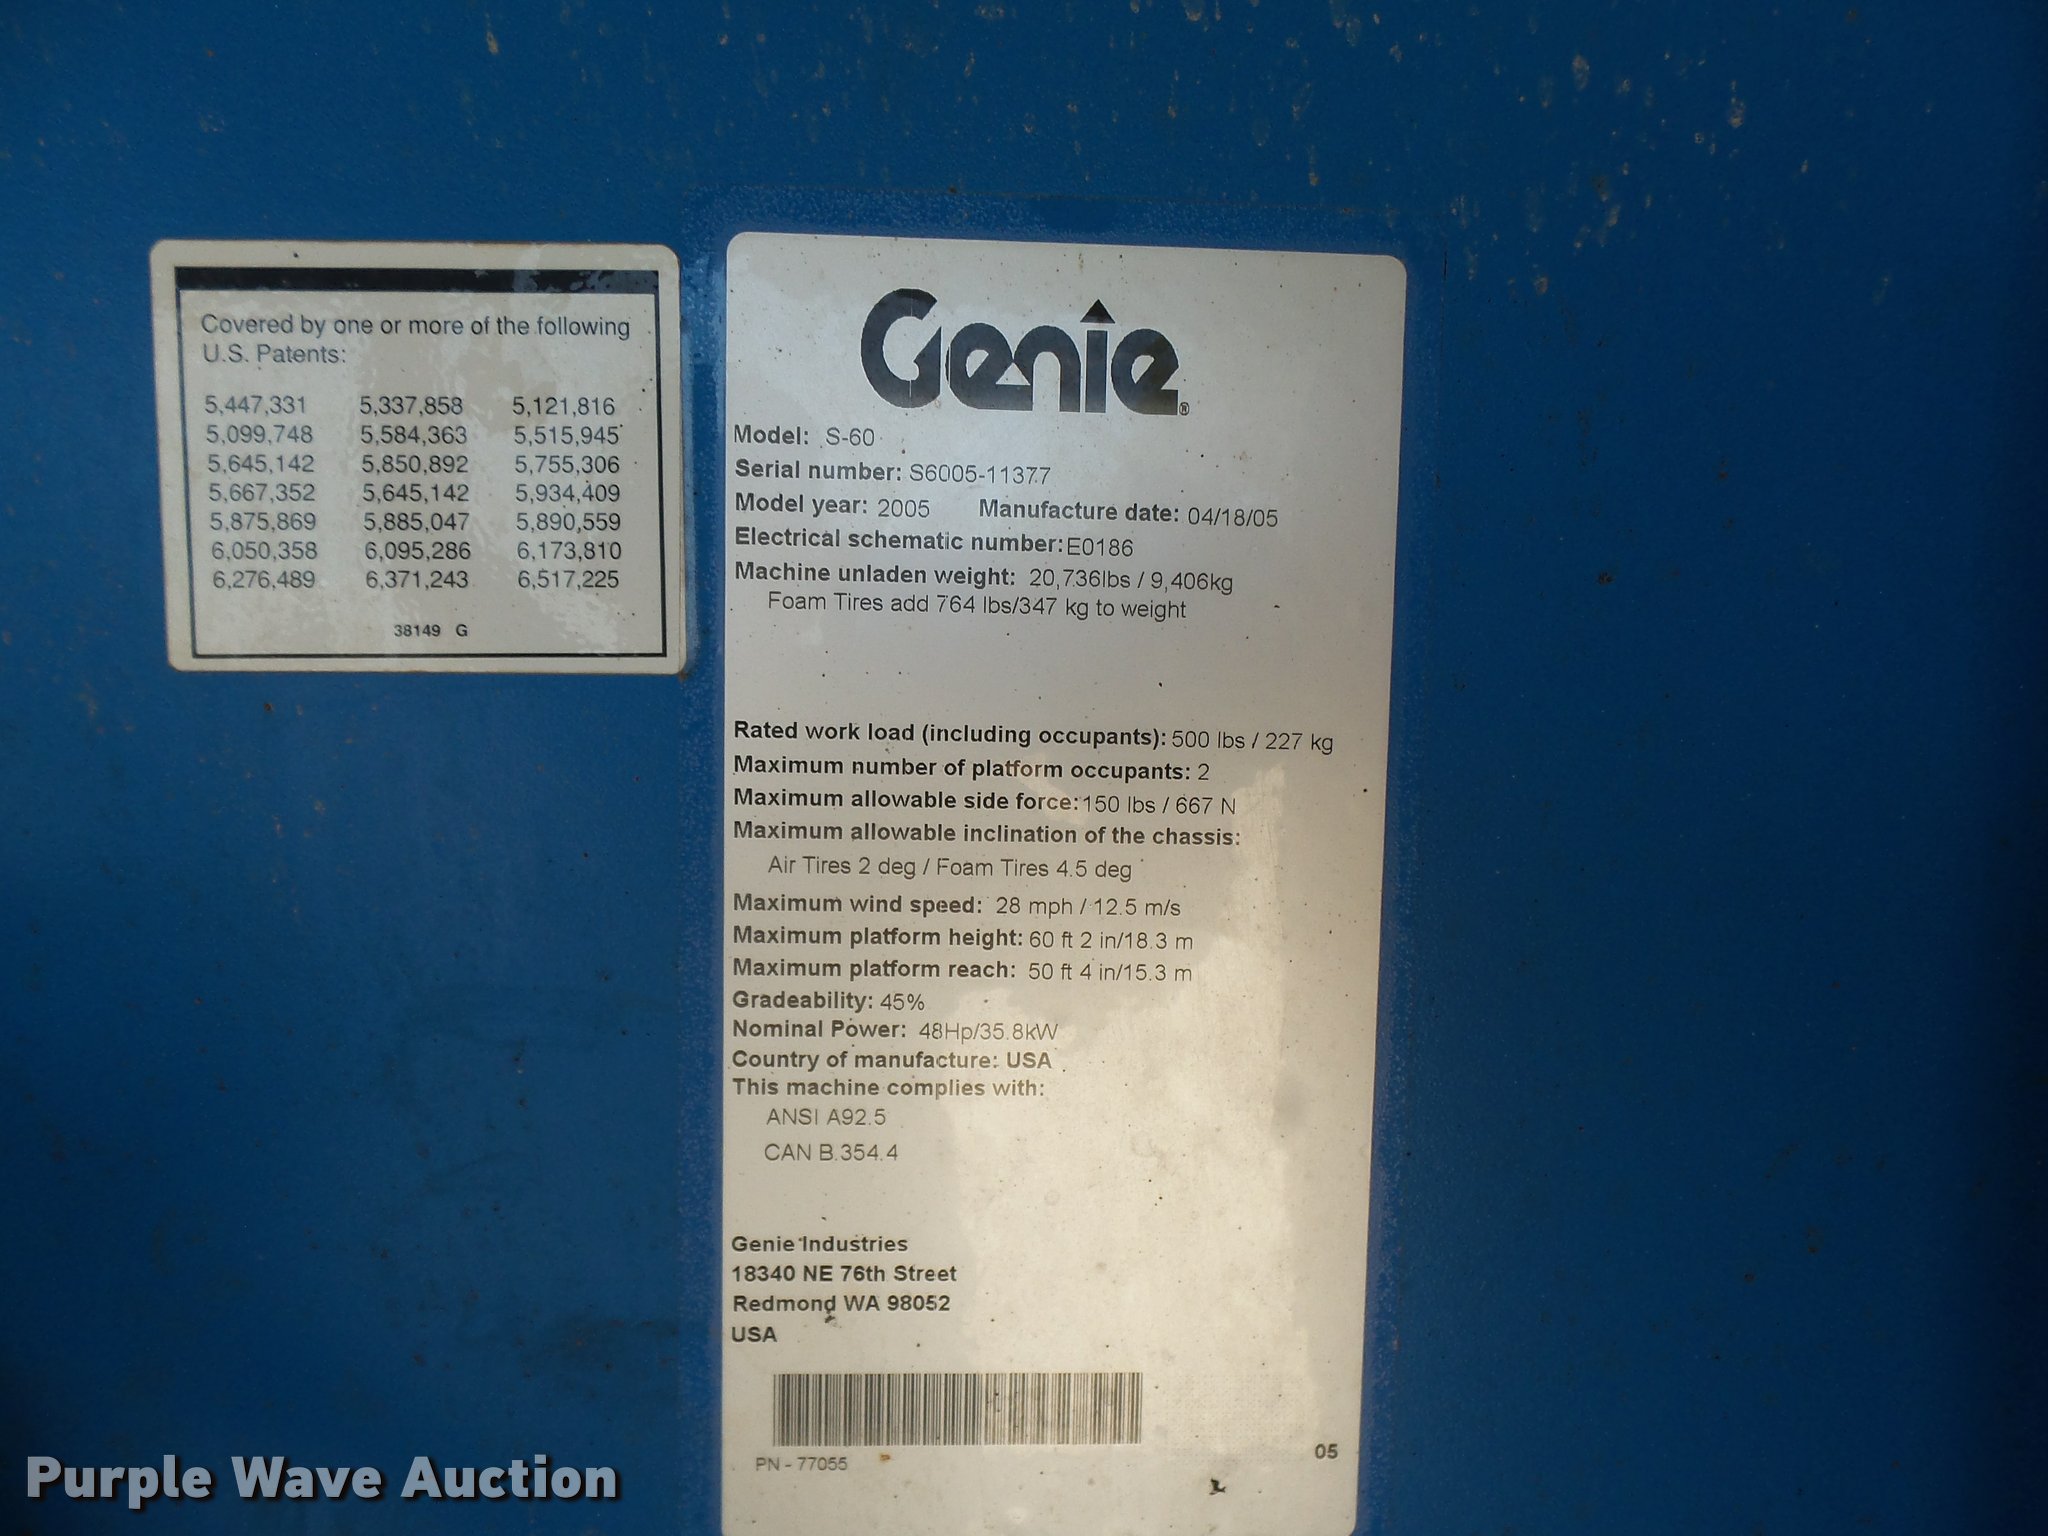 Covered by one or more of the following
U.S. Patents:
5,447,331 5,337,858 5,121,816
5,099,748 5,584,363 5,515,945
5,645,142 5,850,892 5,755,306
5,667,352 5,645,142 5,934,409
5,875,869 5,885,047 5,890,559
6,050,358 6,095,286 6,173,810
6,276,489 6,371,243 6,517,225
38149 G
Genie®
Model: S-60
Serial number: S6005-11377
Model year: 2005 Manufacture date: 04/18/05
Electrical schematic number: E0186
Machine unladen weight: 20,736lbs / 9,406kg
Foam Tires add 764 lbs/347 kg to weight
Rated work load (including occupants): 500 lbs / 227 kg
Maximum number of platform occupants: 2
Maximum allowable side force: 150 lbs / 667 N
Maximum allowable inclination of the chassis:
Air Tires 2 deg / Foam Tires 4.5 deg
Maximum wind speed: 28 mph / 12.5 m/s
Maximum platform height: 60 ft 2 in/18.3 m
Maximum platform reach: 50 ft 4 in/15.3 m
Gradeability: 45%
Nominal Power: 48Hp/35.8kW
Country of manufacture: USA
This machine complies with:
ANSI A92.5
CAN B.354.4
Genie Industries
18340 NE 76th Street
Redmond WA 98052
USA
PN - 77055
05
Purple Wave Auction